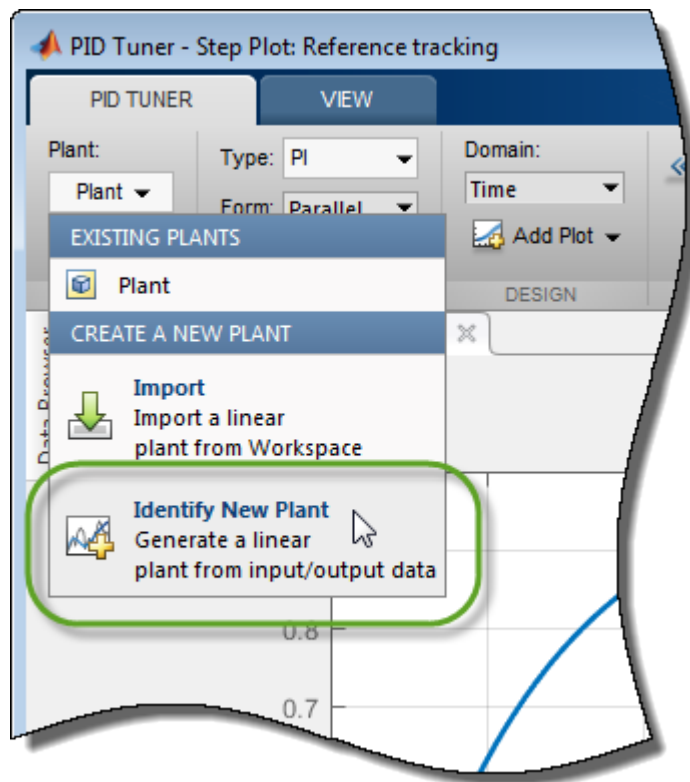 PID Tuner - Step Plot: Reference tracking
PID TUNER
VIEW
Plant:
Type: PI
Domain:
Plant
Form: Parallel
Time
EXISTING PLANTS
Add Plot
Plant
DESIGN
CREATE A NEW PLANT
Data Browser
Import
Import a linear
plant from Workspace
Identify New Plant
Generate a linear
plant from input/output data
0.8
0.7